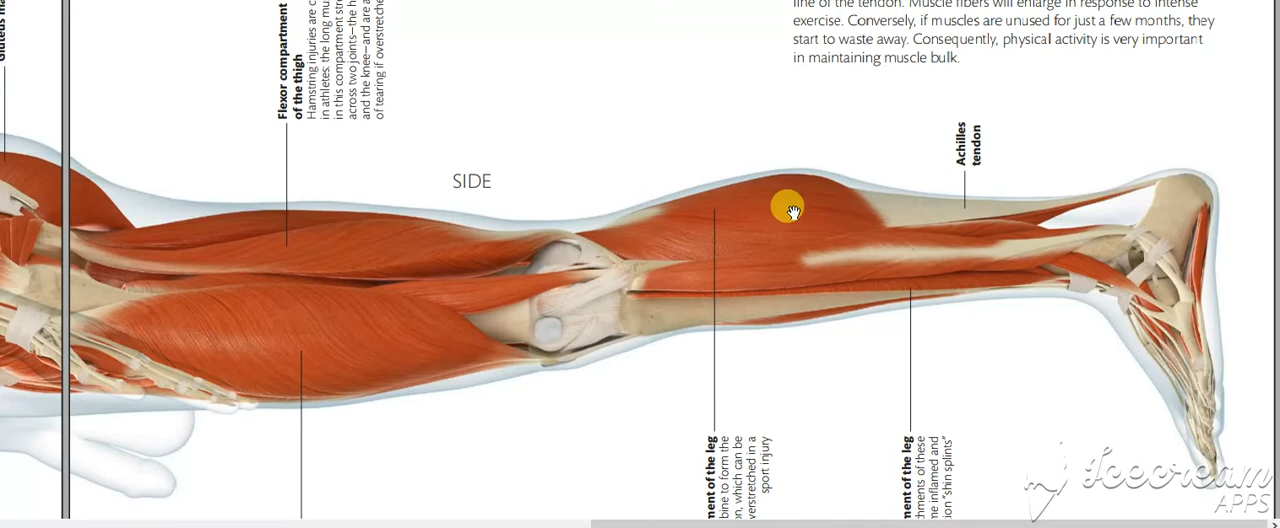 line of the tendon. Muscle fibers will enlarge in response to intense
exercise. Conversely, if muscles are unused for just a few months, they
start to waste away. Consequently, physical activity is very important
in maintaining muscle bulk.
Flexor compartment
of the thigh
Hamstring injuries are c
in athletes: the long mu
in this compartment stre
across two joints—the h
and the knee—and are a
of tearing if overstretche
SIDE
Achilles
tendon
ment of the leg
bine to form the
on, which can be
verstretched in a
sport injury
ment of the leg
chments of these
me inflamed and
ion "shin splints"
Icecream
APPS